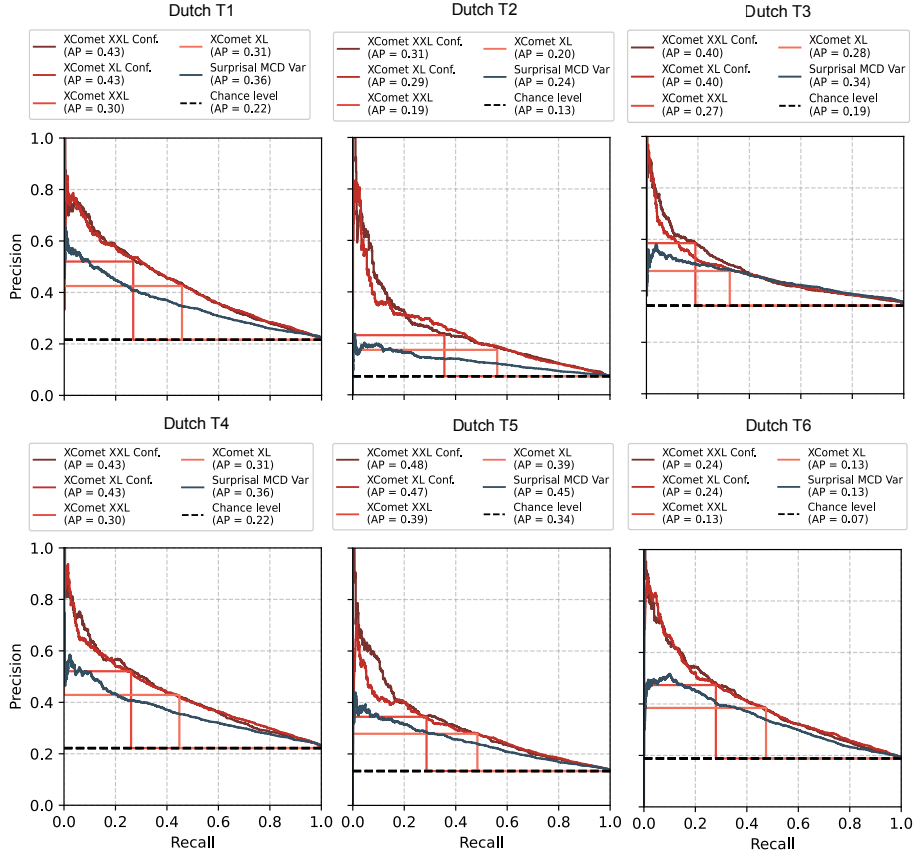 Dutch T1
XComet XXL Conf.
(AP = 0.43)
XComet XL Conf.
(AP = 0.43)
XComet XXL
(AP = 0.30)
XComet XL
(AP = 0.31)
Surprisal MCD Var
(AP = 0.36)
Chance level
(AP = 0.22)
Dutch T2
XComet XXL Conf.
(AP = 0.31)
XComet XL Conf.
(AP = 0.29)
XComet XXL
(AP = 0.19)
XComet XL
(AP = 0.20)
Surprisal MCD Var
(AP = 0.24)
Chance level
(AP = 0.13)
Dutch T3
XComet XXL Conf.
(AP = 0.40)
XComet XL Conf.
(AP = 0.40)
XComet XXL
(AP = 0.27)
XComet XL
(AP = 0.28)
Surprisal MCD Var
(AP = 0.34)
Chance level
(AP = 0.19)
Precision
1.0
0.8
0.6
0.4
0.2
0.0
Dutch T4
XComet XXL Conf.
(AP = 0.43)
XComet XL Conf.
(AP = 0.43)
XComet XXL
(AP = 0.30)
XComet XL
(AP = 0.31)
Surprisal MCD Var
(AP = 0.36)
Chance level
(AP = 0.22)
Dutch T5
XComet XXL Conf.
(AP = 0.48)
XComet XL Conf.
(AP = 0.47)
XComet XXL
(AP = 0.39)
XComet XL
(AP = 0.39)
Surprisal MCD Var
(AP = 0.45)
Chance level
(AP = 0.34)
Dutch T6
XComet XXL Conf.
(AP = 0.24)
XComet XL Conf.
(AP = 0.24)
XComet XXL
(AP = 0.13)
XComet XL
(AP = 0.13)
Surprisal MCD Var
(AP = 0.13)
Chance level
(AP = 0.07)
Precision
1.0
0.8
0.6
0.4
0.2
0.0
0.0 0.2 0.4 0.6 0.8 1.0
Recall
0.0 0.2 0.4 0.6 0.8 1.0
Recall
0.0 0.2 0.4 0.6 0.8 1.0
Recall